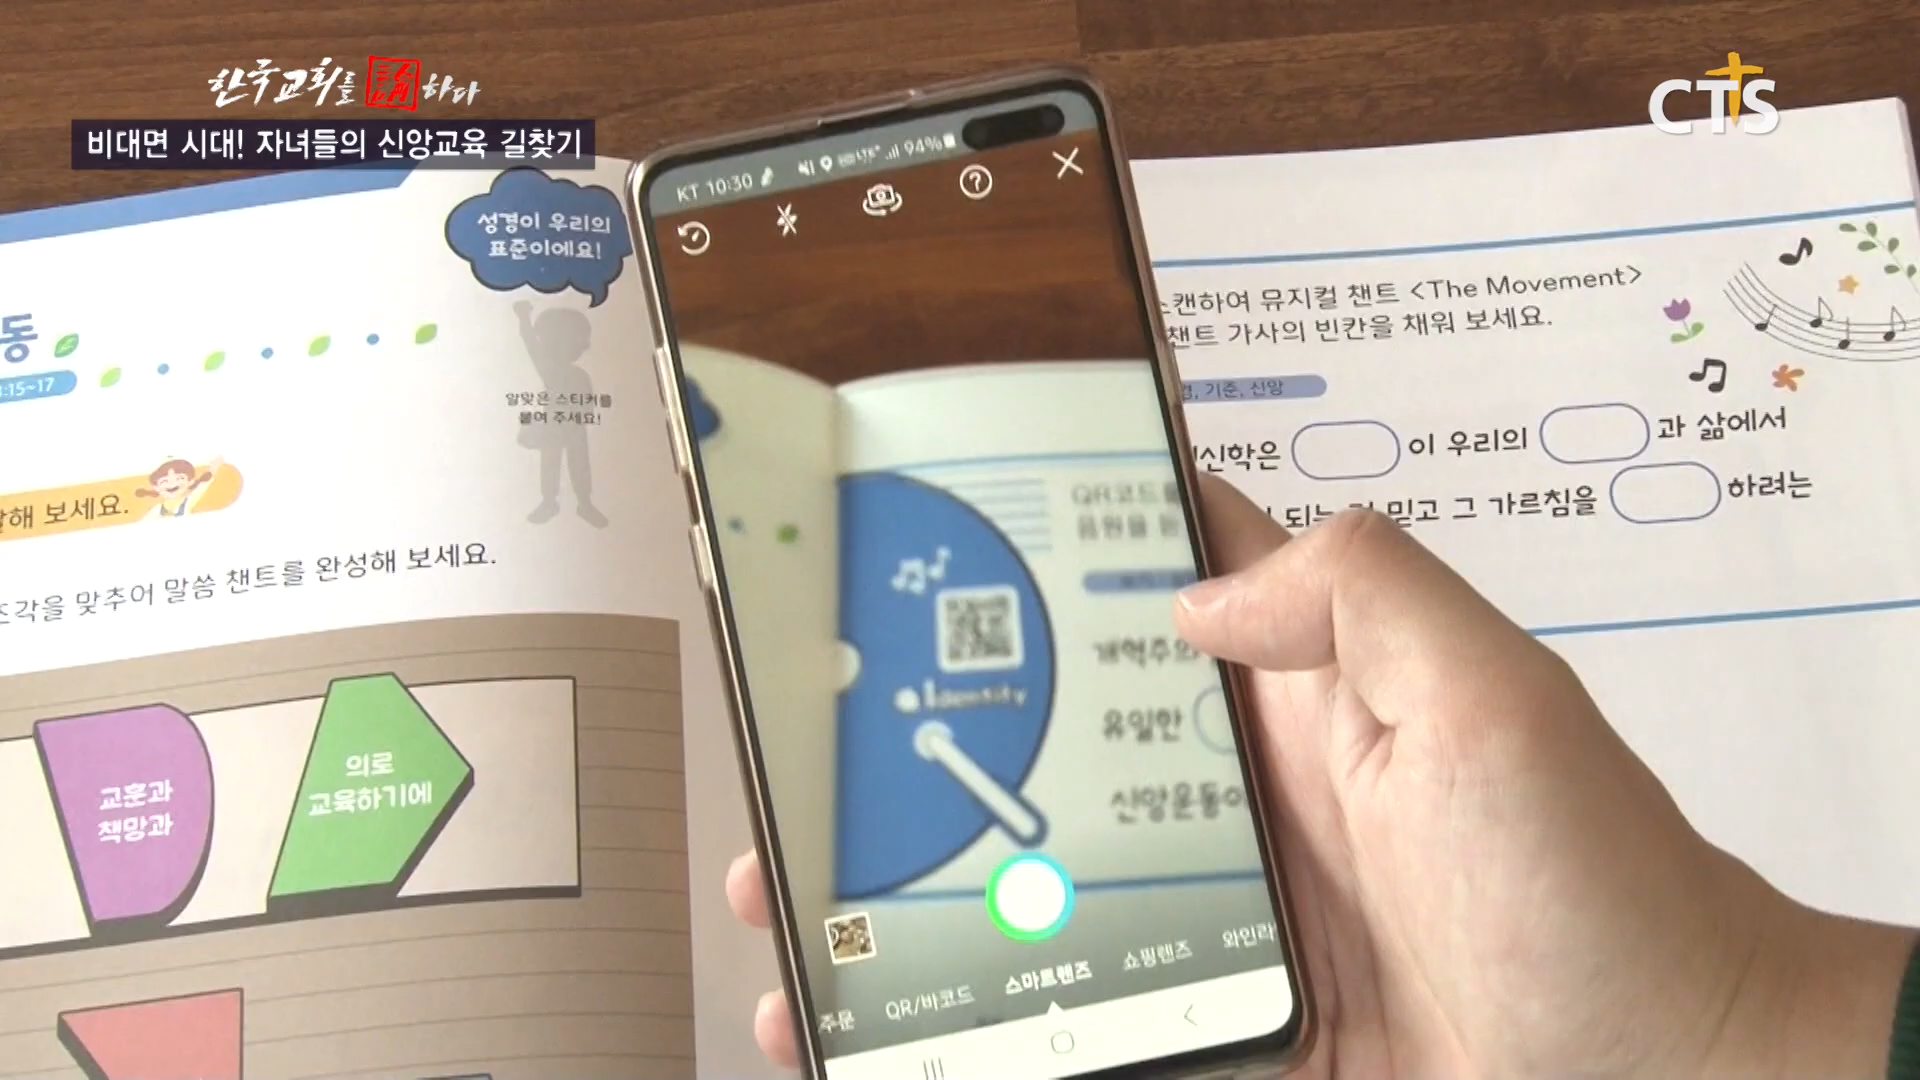 한국교회를 論하다
비대면 시대! 자녀들의 신앙교육 길찾기
CTS
성경이 우리의
표준이에요!
동
:15~17
알맞은 스티커를
붙여 주세요!
해 보세요.
조각을 맞추어 말씀 챈트를 완성해 보세요.
교훈과
책망과
의로
교육하기에
KT 10:30
94%
QR코드를
음원을 듣
개혁주의
유일한
신앙운동이
Identity
주문
QR/바코드
스마트렌즈
쇼핑렌즈
와인라
스캔하여 뮤지컬 챈트 <The Movement>
챈트 가사의 빈칸을 채워 보세요.
기준, 신앙
신학은
이 우리의
과 삶에서
되는
믿고 그 가르침을
하려는